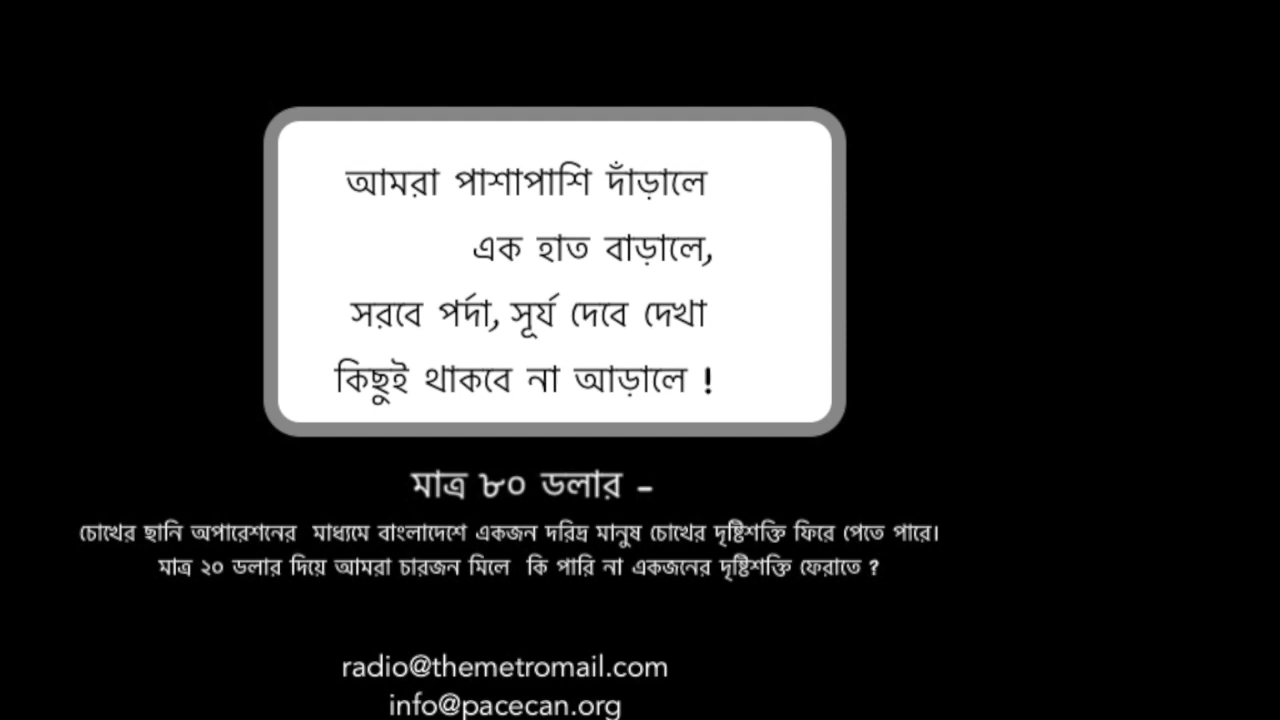 আমরা পাশাপাশি দাঁড়ালে
এক হাত বাড়ালে,
সরবে পর্দা, সূর্য দেবে দেখা
কিছুই থাকবে না আড়ালে !
মাত্র ৮০ ডলার –
চোখের ছানি অপারেশনের মাধ্যমে বাংলাদেশে একজন দরিদ্র মানুষ চোখের দৃষ্টিশক্তি ফিরে পেতে পারে।
মাত্র ২০ ডলার দিয়ে আমরা চারজন মিলে কি পারি না একজনের দৃষ্টিশক্তি ফেরাতে ?
radio@themetromail.com
info@pacecan.org